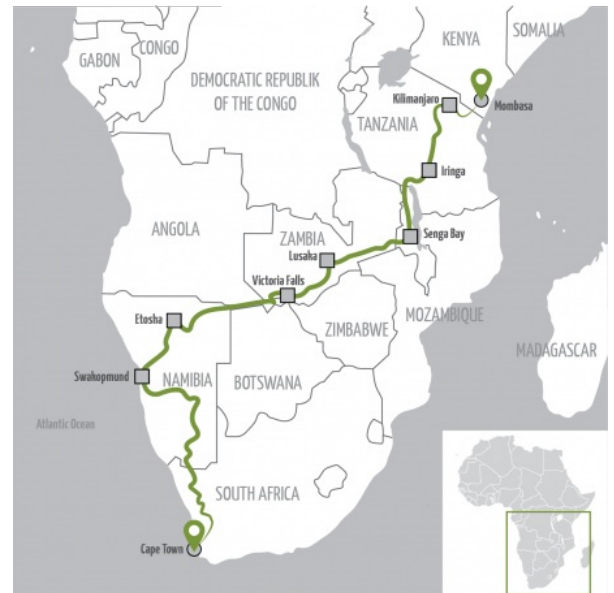 SOMALIA
KENYA
GABON
CONGO
DEMOCRATIC REPUBLIK
OF THE CONGO
Kilimanjaro
Mombasa
TANZANIA
Iringa
ANGOLA
ZAMBIA
Senga Bay
Lusaka
Victoria Falls
MOZAMBIQUE
Etosha
ZIMBABWE
MADAGASCAR
Swakopmund
NAMIBIA
BOTSWANA
Atlantic Ocean
SOUTH AFRICA
Cape Town